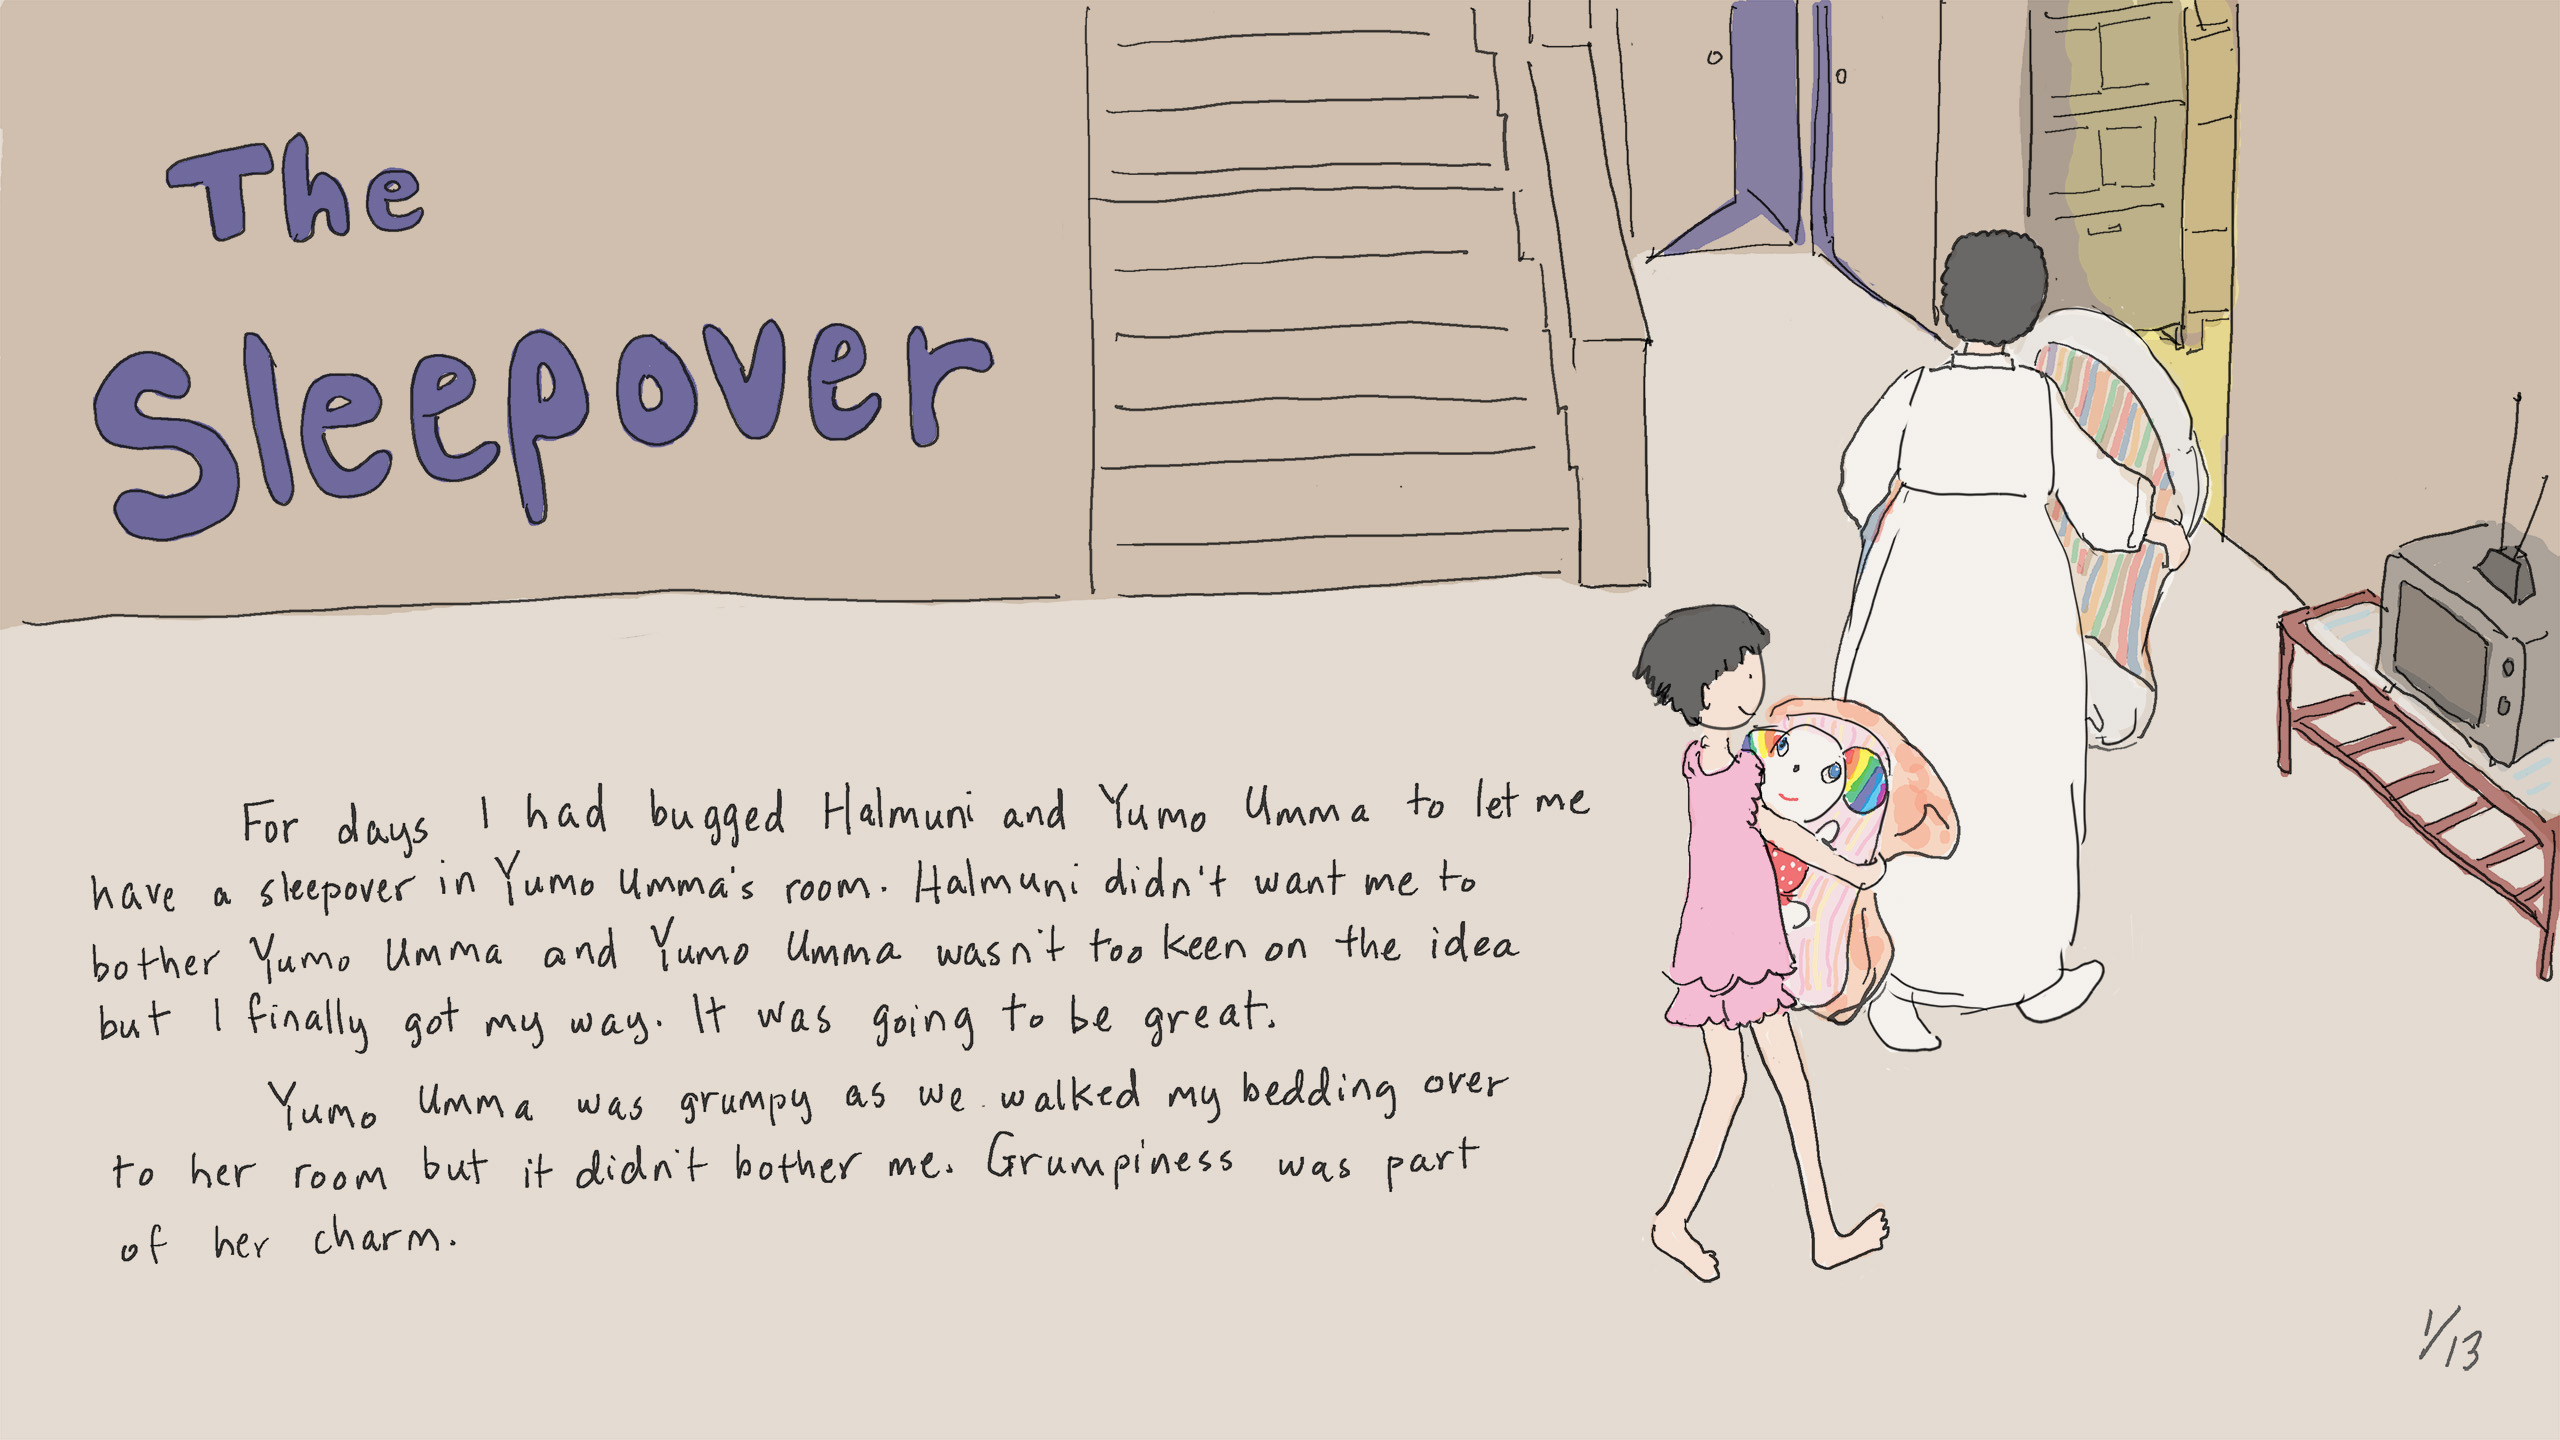 The
Sleepover
For days I had bugged Halmuni and Yumo Umma to let me
have a sleepover in Yumo Umma's room. Halmuni didn't want me to
bother Yumo Umma and Yumo Umma wasn't too keen on the idea
but I finally got my way. It was going to be great.
Yumo Umma was grumpy as we walked my bedding over
to her room but it didn't bother me. Grumpiness was part
of her charm.
1/13